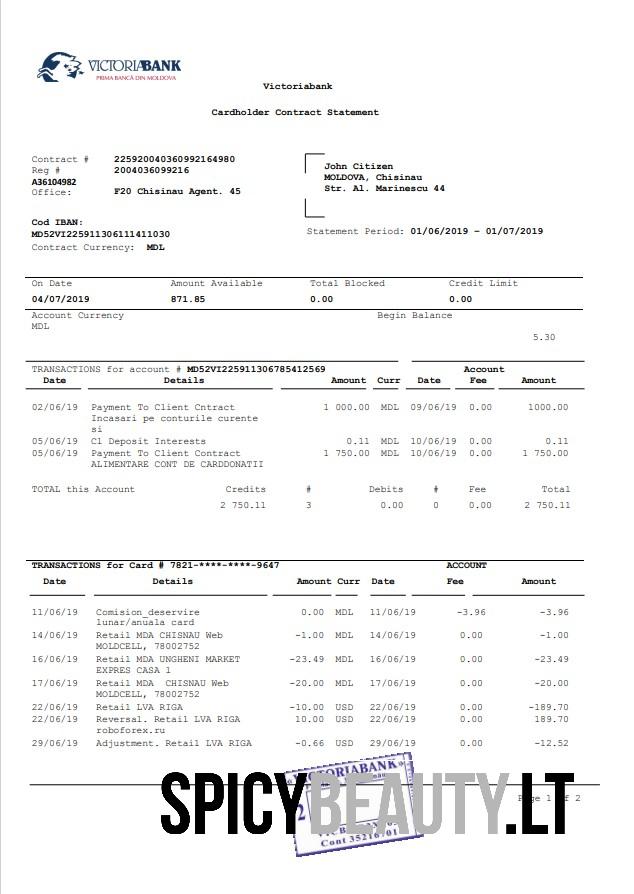 VICTORIABANK
PRIMA BANCĂ DIN MOLDOVA
Victoriabank
Cardholder Contract Statement
Contract # 225920040360992164980
Reg # 2004036099216
A36104982
Office: F20 Chisinau Agent. 45
John Citizen
MOLDOVA, Chisinau
Str. Al. Marinescu 44
Cod IBAN:
MD52VI225911306111411030
Contract Currency: MDL
Statement Period: 01/06/2019 – 01/07/2019
On Date Amount Available Total Blocked Credit Limit
04/07/2019 871.85 0.00 0.00
Account Currency Begin Balance
MDL
5.30
TRANSACTIONS for account # MD52VI225911306785412569 Account
Date Details Amount Curr Date Fee Amount
02/06/19 Payment To Client Cntract 1 000.00 MDL 09/06/19 0.00 1000.00
Incasari pe conturile curente
si
05/06/19 C1 Deposit Interests 0.11 MDL 10/06/19 0.00 0.11
05/06/19 Payment To Client Contract 1 750.00 MDL 10/06/19 0.00 1 750.00
ALIMENTARE CONT DE CARDDONATII
TOTAL this Account Credits # Debits # Fee Total
2 750.11 3 0.00 0 0.00 2 750.11
TRANSACTIONS for Card # 7821-****-****-9647 ACCOUNT
Date Details Amount Curr Date Fee Amount
11/06/19 Comision_deservire 0.00 MDL 11/06/19 –3.96 –3.96
lunar/anuala card
14/06/19 Retail MDA CHISNAU Web –1.00 MDL 14/06/19 0.00 –1.00
MOLDCELL, 78002752
16/06/19 Retail MDA UNGHENI MARKET –23.49 MDL 16/06/19 0.00 –23.49
EXPRES CASA 1
17/06/19 Retail MDA CHISNAU Web –20.00 MDL 17/06/19 0.00 –20.00
MOLDCELL, 78002752
22/06/19 Retail LVA RIGA –10.00 USD 22/06/19 0.00 –189.70
22/06/19 Reversal. Retail LVA RIGA 10.00 USD 22/06/19 0.00 189.70
roboforex.ru
29/06/19 Adjustment. Retail LVA RIGA –0.66 USD 29/06/19 0.00 –12.52
VICTORIABANK
2
Cont 35216701
SPICYBEAUTY.LT
Page 1 of 2